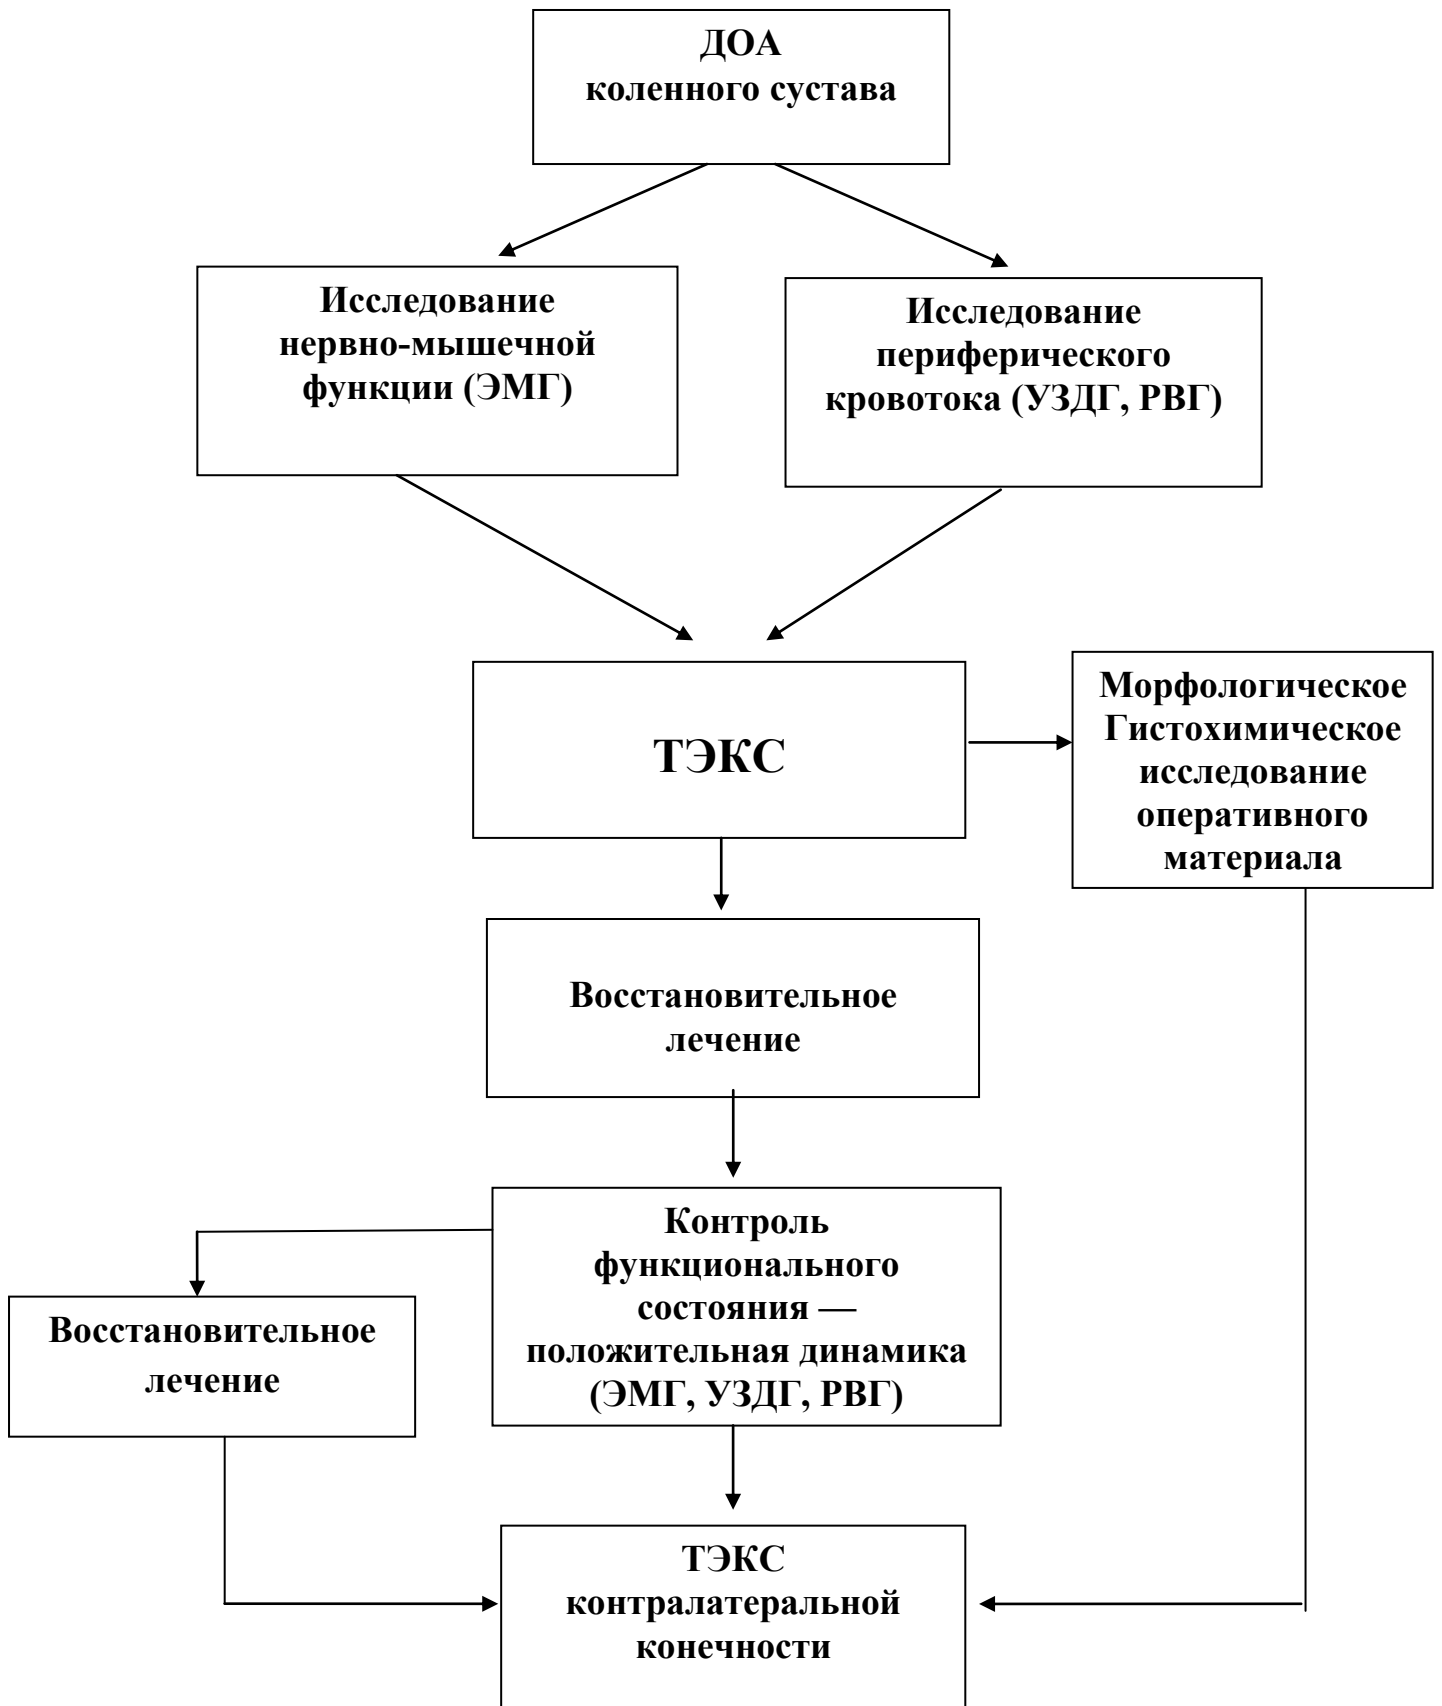 ДОА
коленного сустава
Исследование
нервно-мышечной
функции (ЭМГ)
Исследование
периферического
кровотока (УЗДГ, РВГ)
ТЭКС
Морфологическое
Гистохимическое
исследование
оперативного
материала
Восстановительное
лечение
Контроль
функционального
состояния —
положительная динамика
(ЭМГ, УЗДГ, РВГ)
Восстановительное
лечение
ТЭКС
контралатеральной
конечности